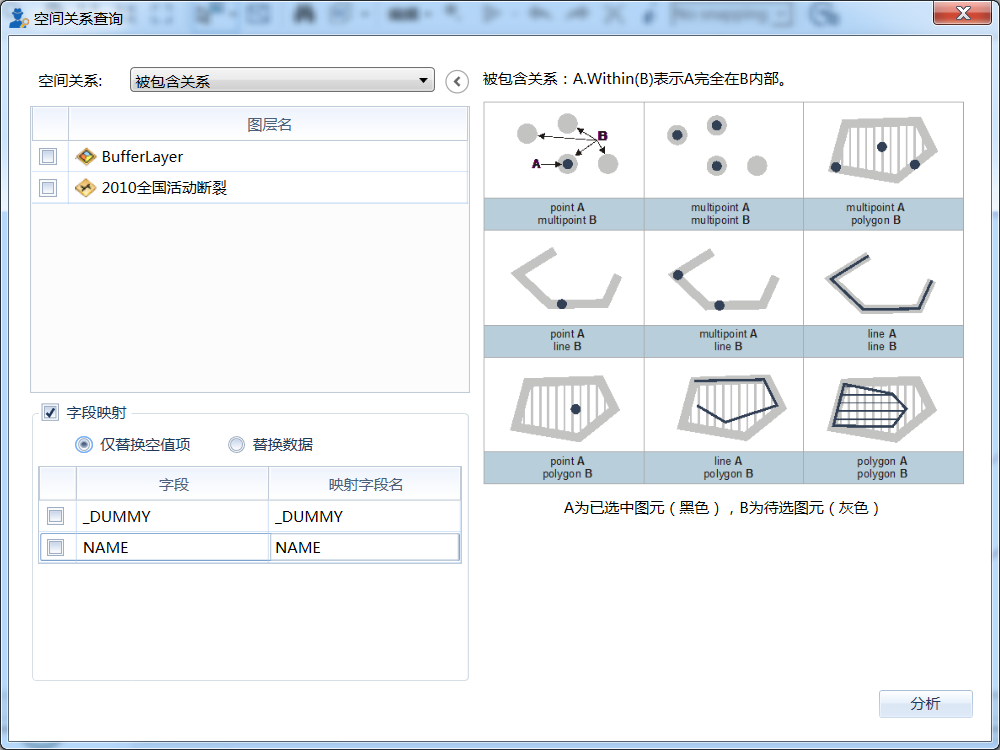 空间关系查询
空间关系:
被包含关系
被包含关系：A.Within(B)表示A完全在B内部。
图层名
BufferLayer
2010全国活动断裂
字段映射
仅替换空值项
替换数据
字段 映射字段名
_DUMMY _DUMMY
NAME NAME
B
A
point A
multipoint B
multipoint A
multipoint B
multipoint A
polygon B
point A
line B
multipoint A
line B
line A
line B
point A
polygon B
line A
polygon B
polygon A
polygon B
A为已选中图元（黑色），B为待选图元（灰色）
分析